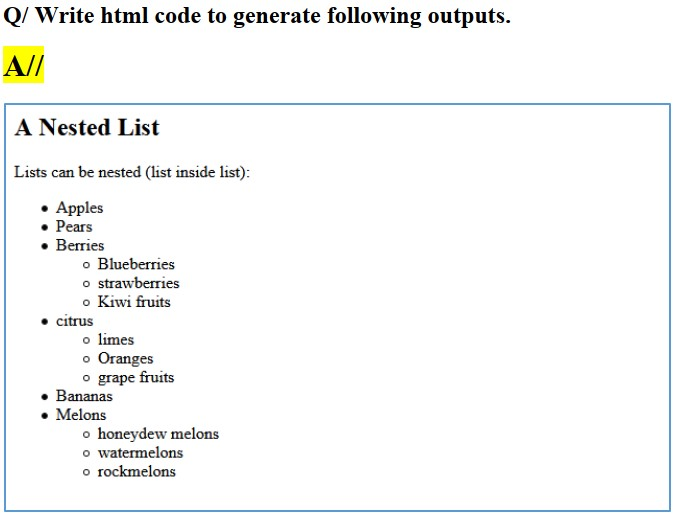 Q/ Write html code to generate following outputs.
A//
A Nested List
Lists can be nested (list inside list):
• Apples
• Pears
• Berries
o Blueberries
o strawberries
o Kiwi fruits
• citrus
o limes
o Oranges
o grape fruits
• Bananas
• Melons
o honeydew melons
o watermelons
o rockmelons